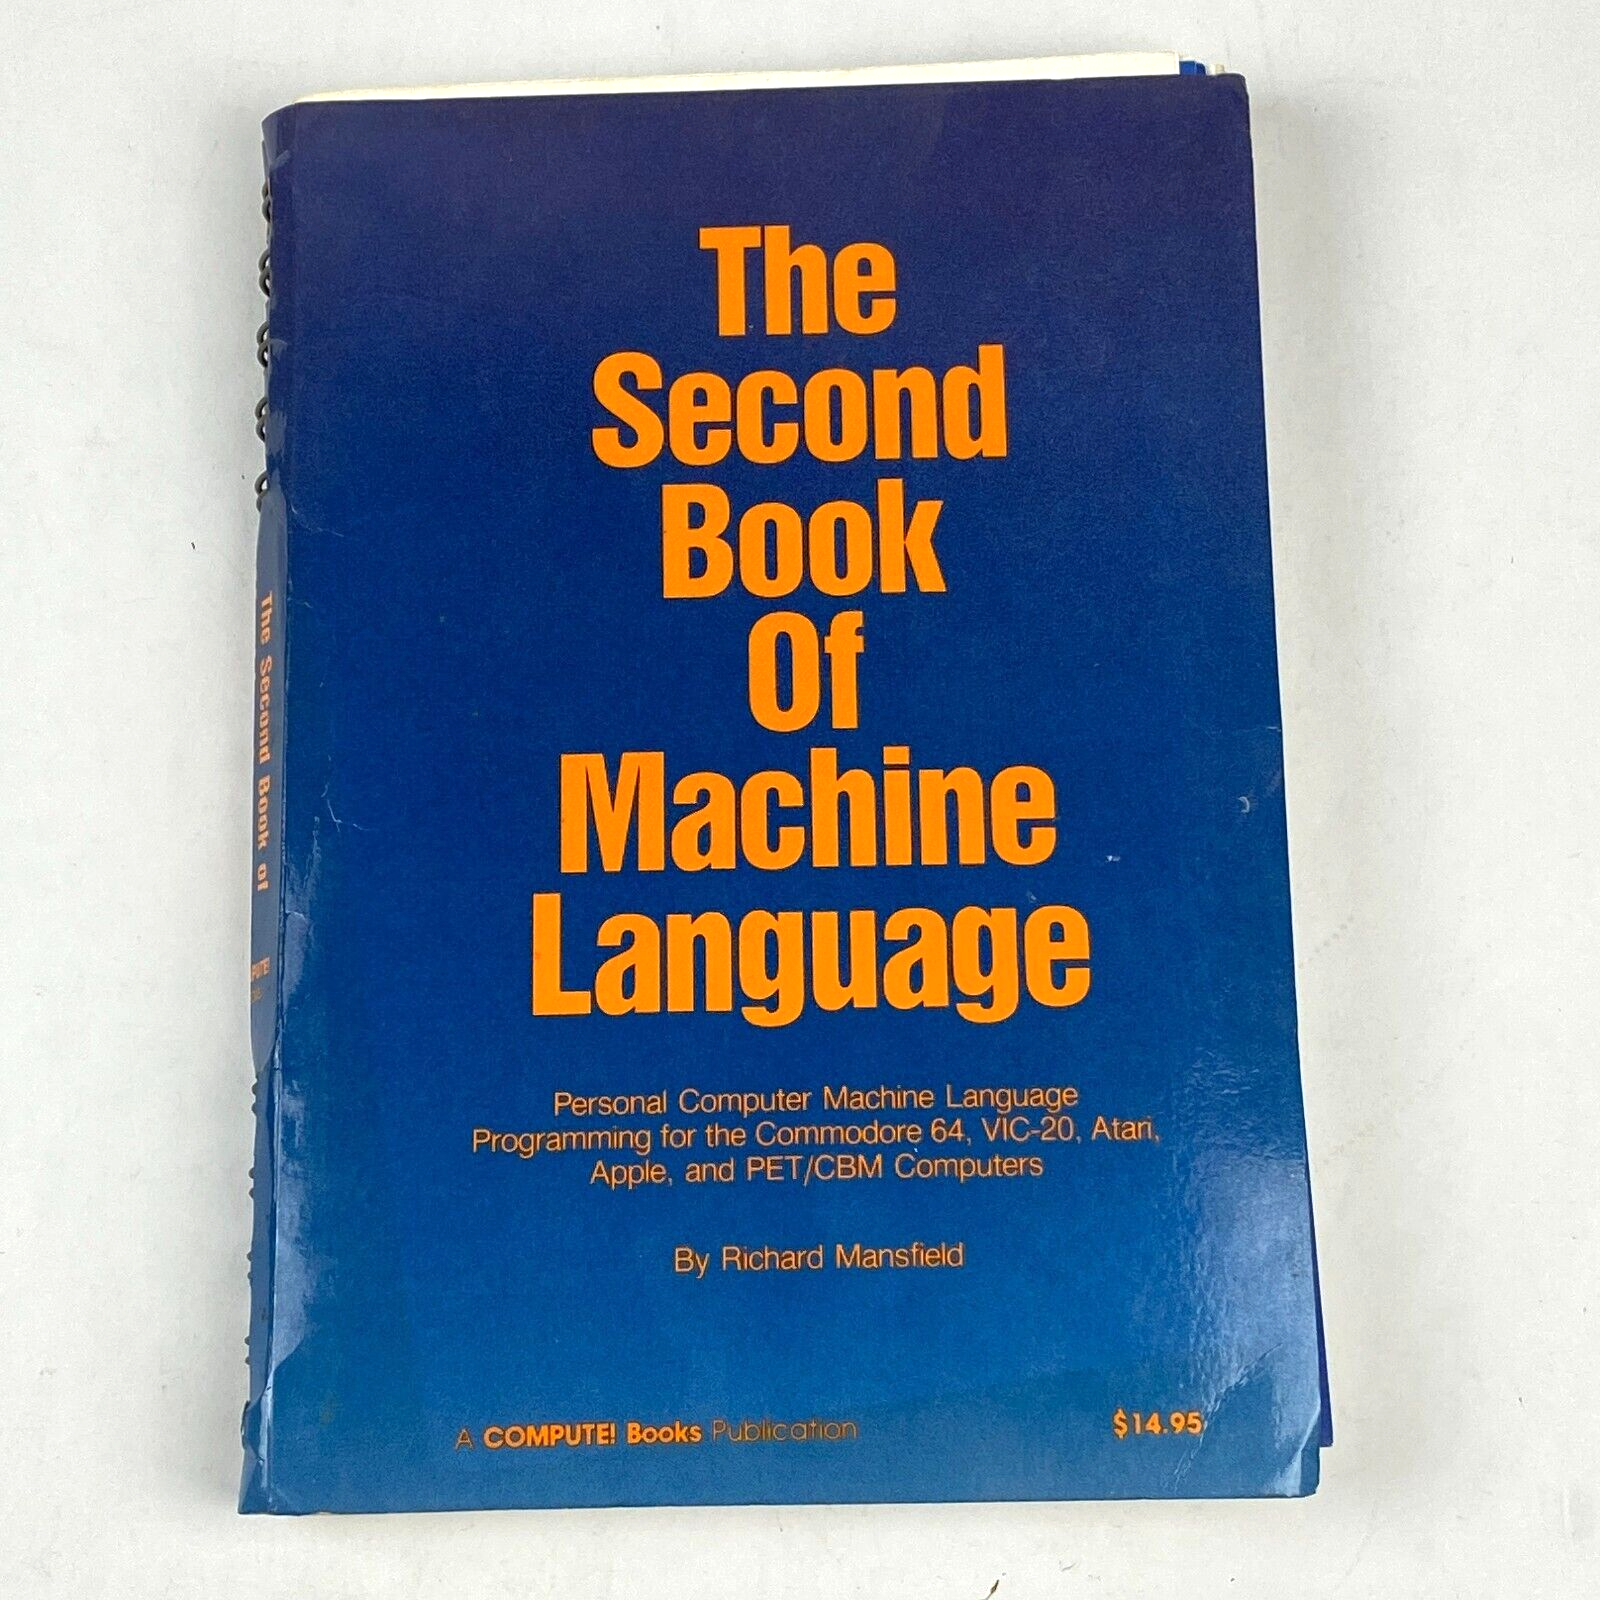 The
Second
Book
Of
Machine
Language
Personal Computer Machine Language
Programming for the Commodore 64, VIC-20, Atari,
Apple, and PET/CBM Computers
By Richard Mansfield
A COMPUTE! Books Publication
$14.95
The Second Book of